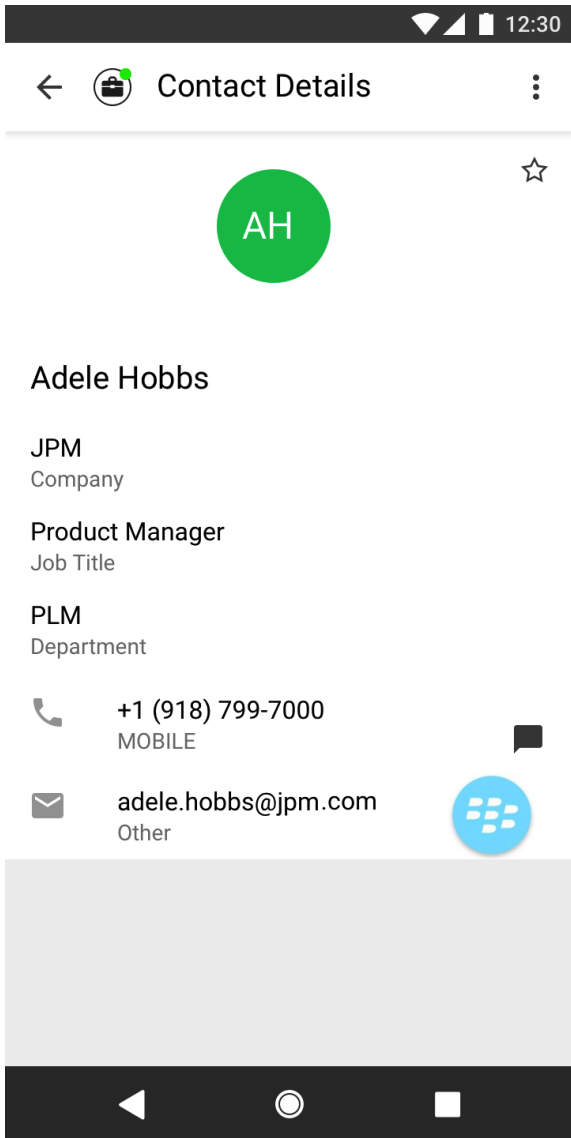 12:30
Contact Details
AH
Adele Hobbs
JPM
Company
Product Manager
Job Title
PLM
Department
+1 (918) 799-7000
MOBILE
adele.hobbs@jpm.com
Other